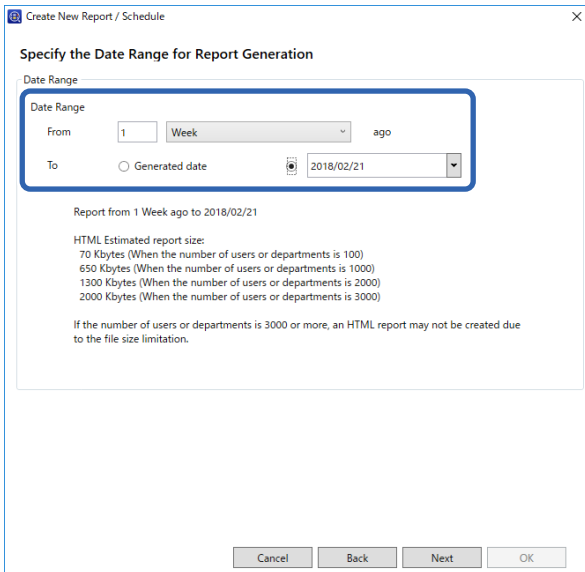 Create New Report / Schedule
Specify the Date Range for Report Generation
Date Range
Date Range
From 1 Week ago
To Generated date 2018/02/21
Report from 1 Week ago to 2018/02/21
HTML Estimated report size:
70 Kbytes (When the number of users or departments is 100)
650 Kbytes (When the number of users or departments is 1000)
1300 Kbytes (When the number of users or departments is 2000)
2000 Kbytes (When the number of users or departments is 3000)
If the number of users or departments is 3000 or more, an HTML report may not be created due
to the file size limitation.
Cancel Back Next OK